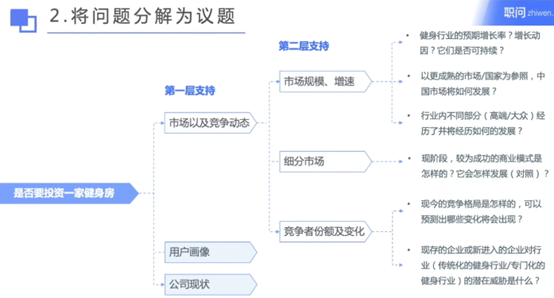 2.将问题分解为议题
职问 zhiwen.
第一层支持
第二层支持
是否要投资一家健身房
市场以及竞争动态
用户画像
公司现状
市场规模、增速
细分市场
竞争者份额及变化
• 健身行业的预期增长率？增长动
因？它们是否可持续？
• 以更成熟的市场/国家为参照，中
国市场将如何发展？
• 行业内不同部分（高端/大众）经
历了并将经历如何的发展？
• 现阶段，较为成功的商业模式是
怎样的？它会怎样发展（对照）？
• 现今的竞争格局是怎样的，可以
预测出哪些变化将会出现？
• 现存的企业或新进入的企业对行
业（传统化的健身行业/专门化的
健身行业）的潜在威胁是什么？